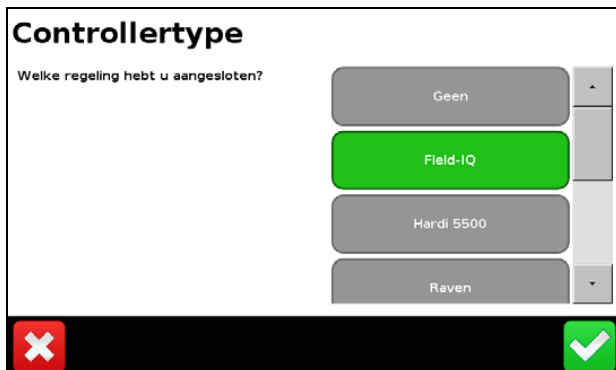 Controllertype
Welke regeling hebt u aangesloten?
Geen
Field-IQ
Hardi 5500
Raven